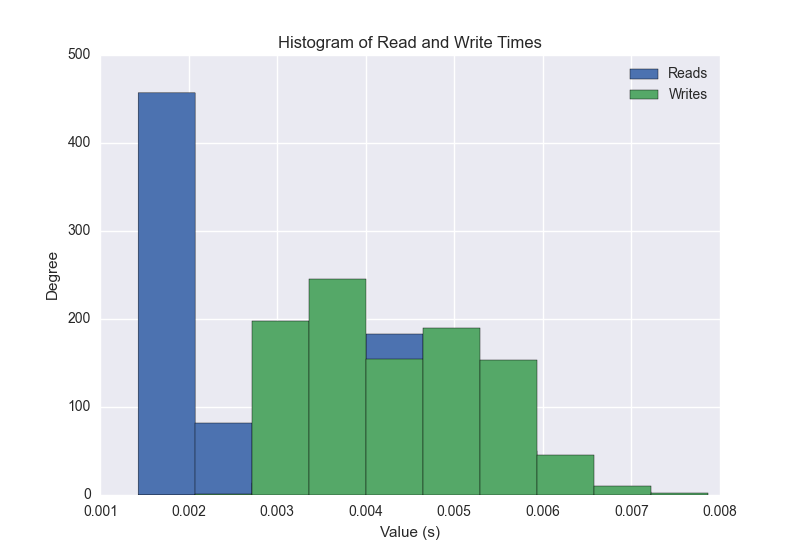 Histogram of Read and Write Times
500
400
300
200
100
0
Degree
Reads
Writes
0.001 0.002 0.003 0.004 0.005 0.006 0.007 0.008
Value (s)